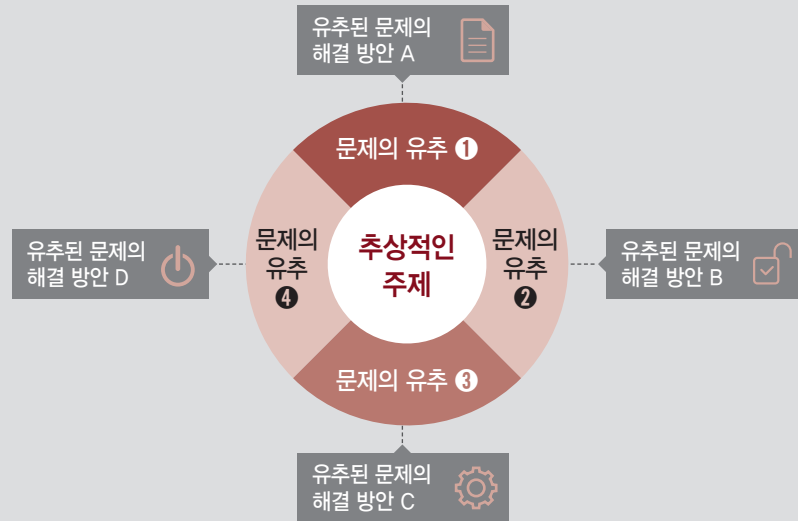 유추된 문제의
해결 방안 A
문제의 유추 ❶
추상적인
주제
문제의
유추
❷
유추된 문제의
해결 방안 B
문제의 유추 ❸
유추된 문제의
해결 방안 C
문제의
유추
❹
유추된 문제의
해결 방안 D